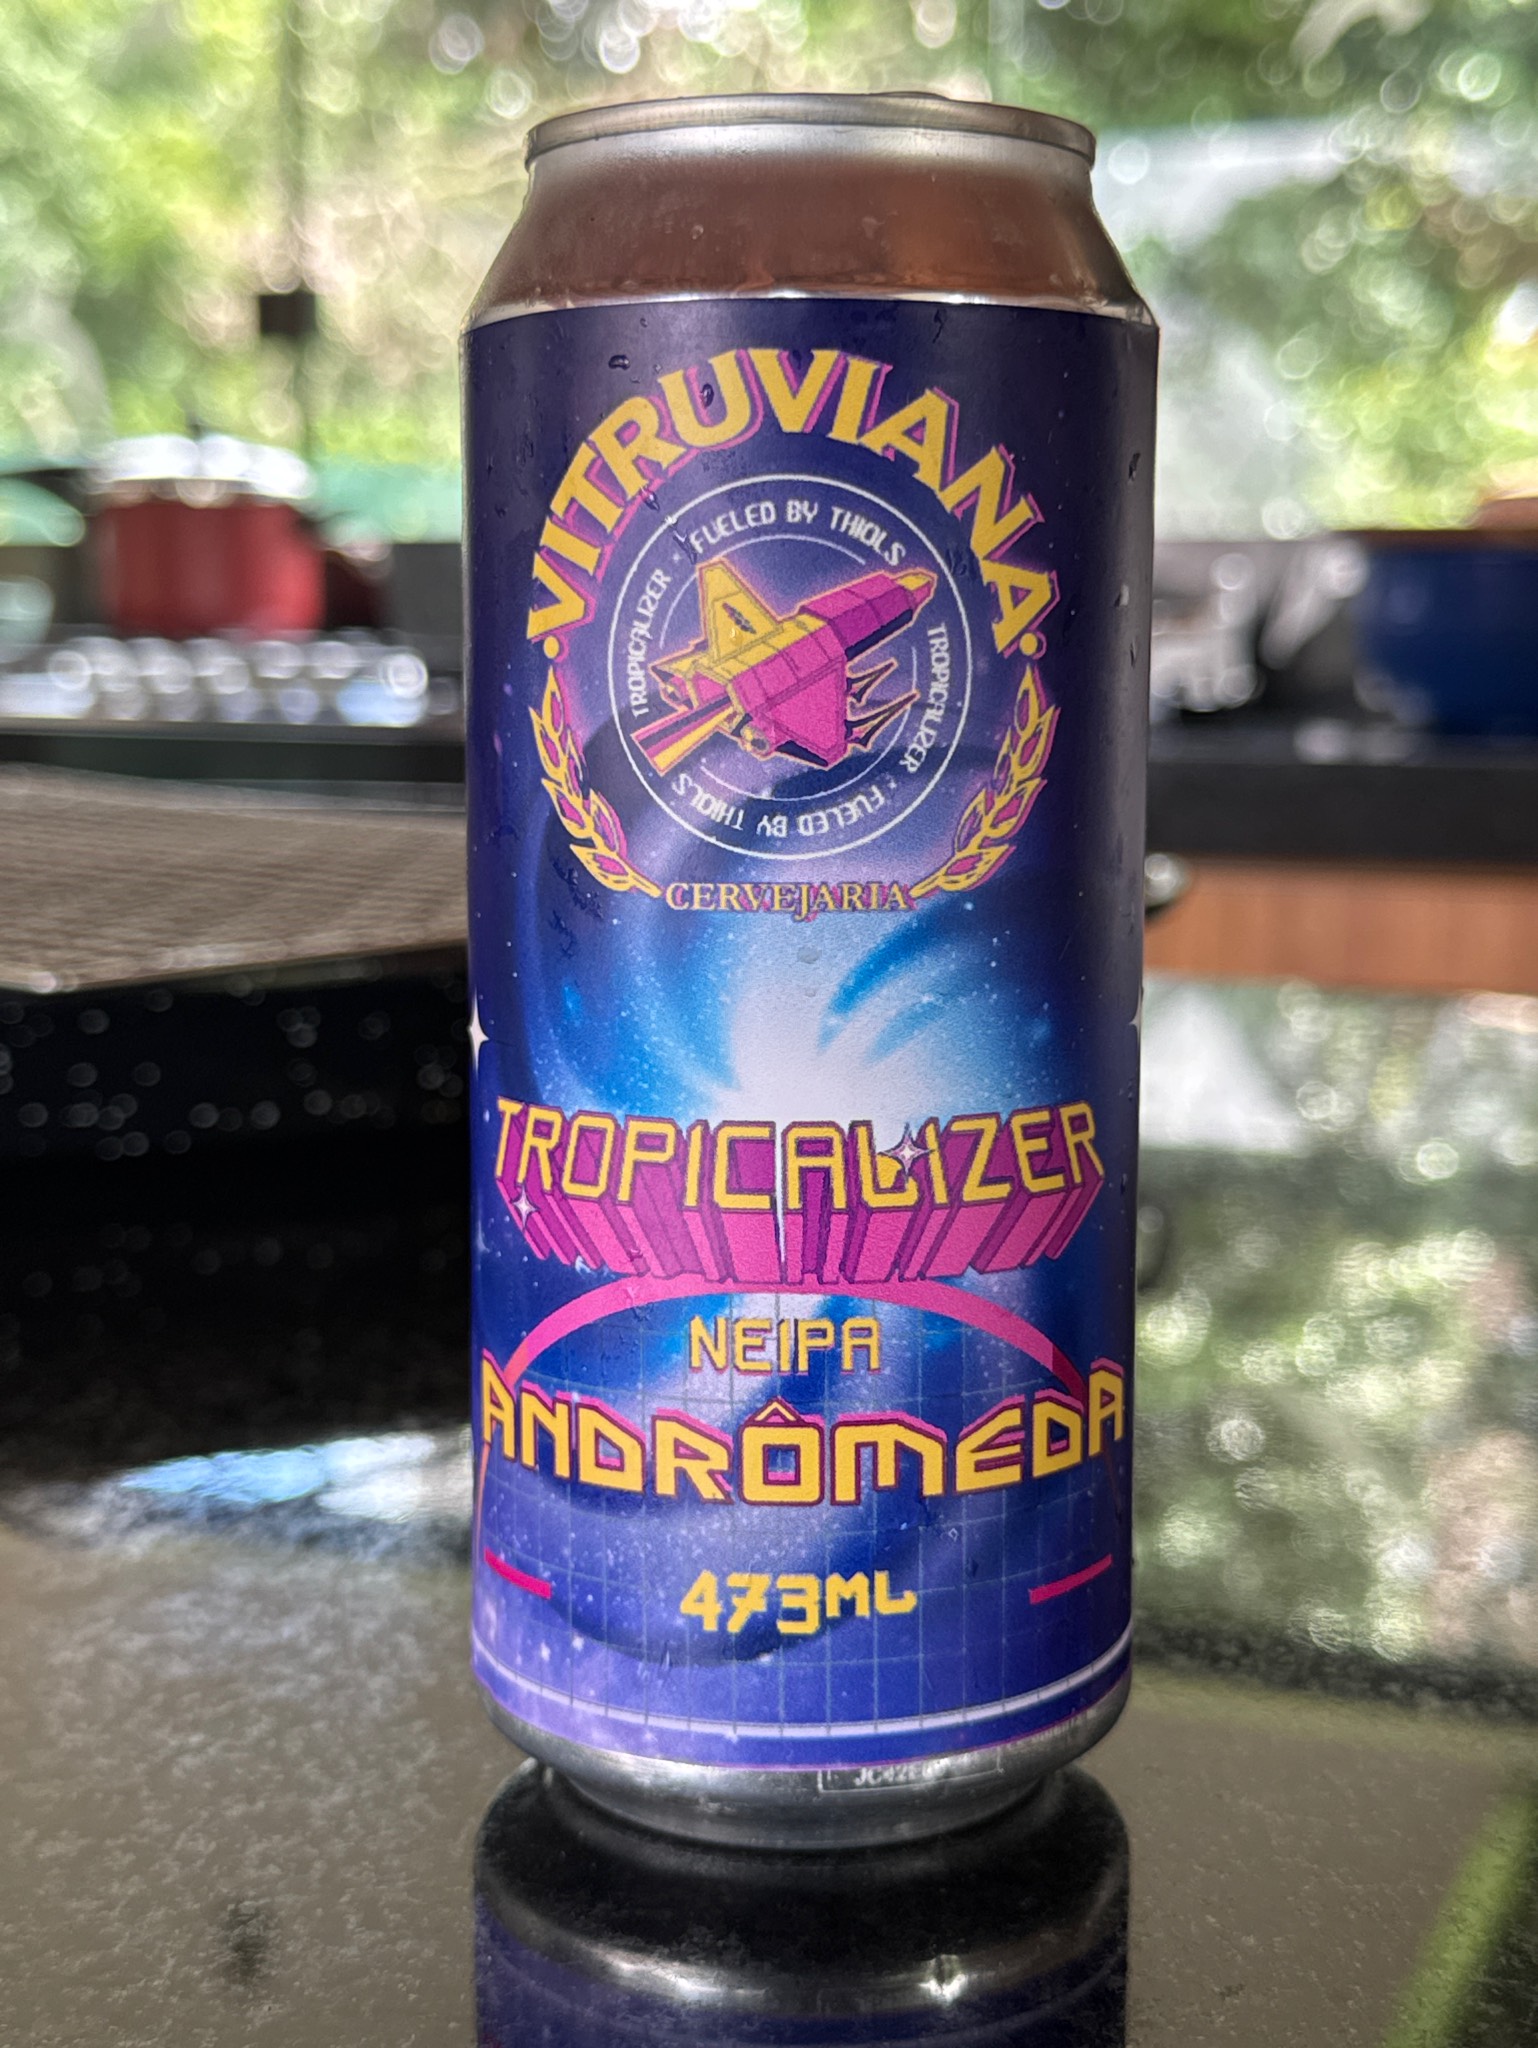 VITRUVIANA
FUELED BY THIOLS * TROPICALIZER * FUELED BY THIOLS * TROPICALIZER *
CERVEJARIA
TROPICALIZER
NEIPA
ANDRÔMEDA
473ML